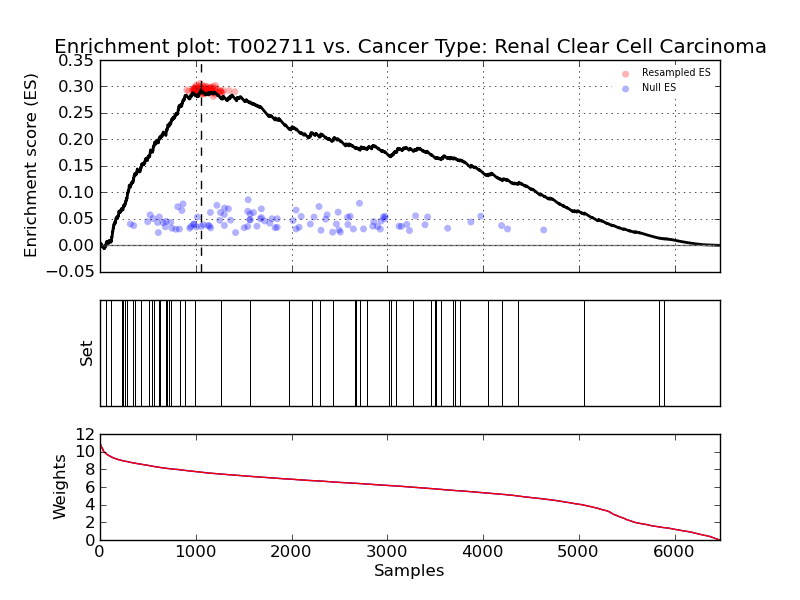 Enrichment plot: T002711 vs. Cancer Type: Renal Clear Cell Carcinoma
Enrichment score (ES)
0.35
0.30
0.25
0.20
0.15
0.10
0.05
0.00
−0.05
Resampled ES
Null ES
Set
Weights
12
10
8
6
4
2
0
0 1000 2000 3000 4000 5000 6000
Samples